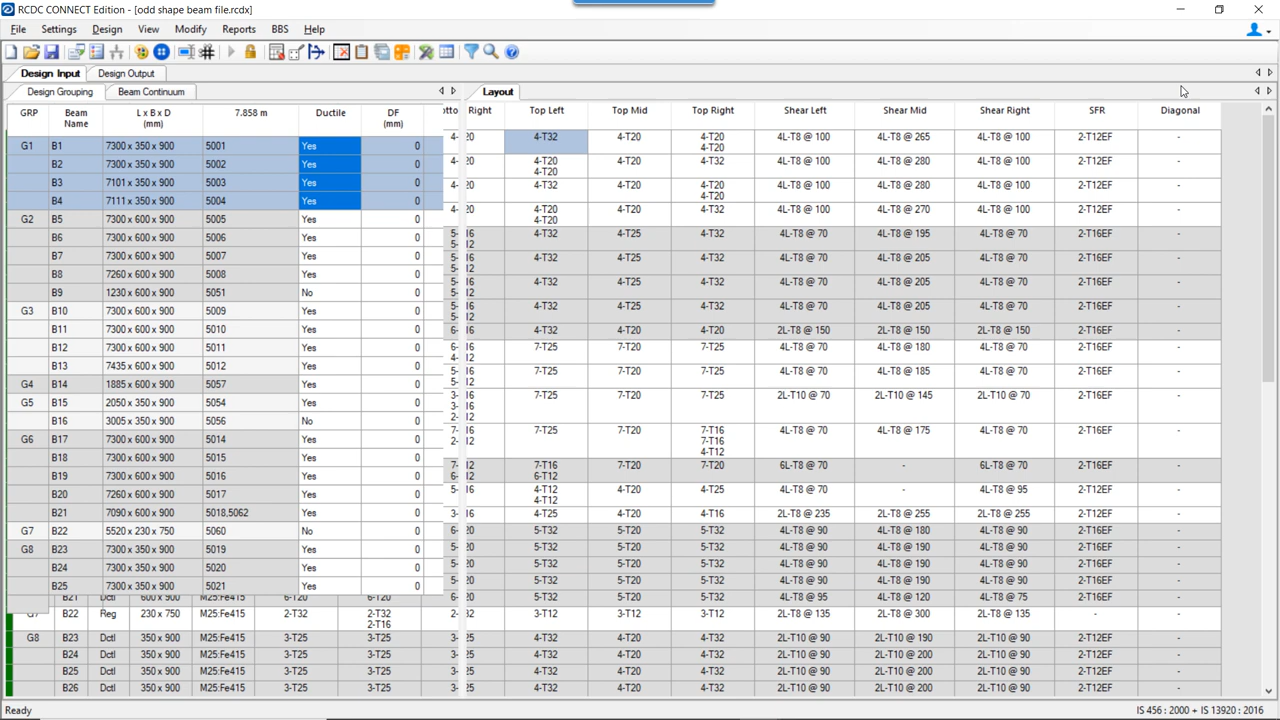 RCDC CONNECT Edition - [odd shape beam file.rcdx]
File Settings Design View Modify Reports BBS Help
Design Input Design Output
Design Grouping Beam Continuum Layout
GRP Beam Name L x B x D (mm) 7.858 m Ductile DF (mm) Right Top Left Top Mid Top Right Shear Left Shear Mid Shear Right SFR Diagonal
G1 B1 7300 x 350 x 900 5001 Yes 0
B2 7300 x 350 x 900 5002 Yes 0
B3 7101 x 350 x 900 5003 Yes 0
B4 7111 x 350 x 900 5004 Yes 0
G2 B5 7300 x 600 x 900 5005 Yes 0
B6 7300 x 600 x 900 5006 Yes 0
B7 7300 x 600 x 900 5007 Yes 0
B8 7260 x 600 x 900 5008 Yes 0
B9 1230 x 600 x 900 5051 No 0
G3 B10 7300 x 600 x 900 5009 Yes 0
B11 7300 x 600 x 900 5010 Yes 0
B12 7300 x 600 x 900 5011 Yes 0
B13 7435 x 600 x 900 5012 Yes 0
G4 B14 1885 x 600 x 900 5057 Yes 0
G5 B15 2050 x 350 x 900 5054 Yes 0
B16 3005 x 350 x 900 5056 No 0
G6 B17 7300 x 600 x 900 5014 Yes 0
B18 7300 x 600 x 900 5015 Yes 0
B19 7300 x 600 x 900 5016 Yes 0
B20 7260 x 600 x 900 5017 Yes 0
B21 7090 x 600 x 900 5018,5062 Yes 0
G7 B22 5520 x 230 x 750 5060 No 0
G8 B23 7300 x 350 x 900 5019 Yes 0
B24 7300 x 350 x 900 5020 Yes 0
B25 7300 x 350 x 900 5021 Yes 0
4-T32 4-T20 4-T20 4L-T8 @ 100 4L-T8 @ 265 4L-T8 @ 100 2-T12EF -
4-T20
4-T20 4-T20 4-T32 4L-T8 @ 100 4L-T8 @ 280 4L-T8 @ 100 2-T12EF -
4-T20
4-T32 4-T20 4-T20 4L-T8 @ 100 4L-T8 @ 280 4L-T8 @ 100 2-T12EF -
4-T20
4-T20 4-T20 4-T32 4L-T8 @ 100 4L-T8 @ 270 4L-T8 @ 100 2-T12EF -
4-T20
4-T32 4-T25 4-T32 4L-T8 @ 70 4L-T8 @ 195 4L-T8 @ 70 2-T16EF -
4-T32 4-T25 4-T32 4L-T8 @ 70 4L-T8 @ 205 4L-T8 @ 70 2-T16EF -
4-T32 4-T25 4-T32 4L-T8 @ 70 4L-T8 @ 205 4L-T8 @ 70 2-T16EF -
4-T32 4-T25 4-T32 4L-T8 @ 70 4L-T8 @ 205 4L-T8 @ 70 2-T16EF -
4-T32 4-T20 4-T32 2L-T8 @ 150 2L-T8 @ 150 2L-T8 @ 150 2-T16EF -
7-T25 7-T20 7-T25 4L-T8 @ 70 4L-T8 @ 180 4L-T8 @ 70 2-T16EF -
7-T25 7-T20 7-T25 4L-T8 @ 70 4L-T8 @ 185 4L-T8 @ 70 2-T16EF -
7-T25 7-T20 7-T25 2L-T10 @ 70 2L-T10 @ 145 2L-T10 @ 70 2-T16EF -
7-T25 7-T20 7-T16 4L-T8 @ 70 4L-T8 @ 175 4L-T8 @ 70 2-T16EF -
7-T16
4-T12
7-T16 7-T20 7-T20 6L-T8 @ 70 - 6L-T8 @ 70 2-T16EF -
6-T12
4-T12 4-T20 4-T25 4L-T8 @ 70 - 4L-T8 @ 95 2-T12EF -
4-T12
4-T25 4-T20 4-T16 2L-T8 @ 235 2L-T8 @ 255 2L-T8 @ 255 2-T12EF -
5-T32 5-T20 5-T32 4L-T8 @ 90 4L-T8 @ 180 4L-T8 @ 90 2-T16EF -
5-T32 5-T20 5-T32 4L-T8 @ 90 4L-T8 @ 190 4L-T8 @ 90 2-T16EF -
5-T32 5-T20 5-T32 4L-T8 @ 90 4L-T8 @ 190 4L-T8 @ 90 2-T16EF -
5-T32 5-T20 5-T32 4L-T8 @ 90 4L-T8 @ 190 4L-T8 @ 90 2-T16EF -
B21 Dctl 600 x 900 M25:Fe415 6-T20 6-T20 5-T32 5-T20 5-T32 4L-T8 @ 95 4L-T8 @ 120 4L-T8 @ 75 2-T16EF -
G7 B22 Reg 230 x 750 M25:Fe415 2-T32 2-T32 3-T12 3-T12 3-T12 2L-T8 @ 135 2L-T8 @ 300 2L-T8 @ 135 - -
2-T16
G8 B23 Dctl 350 x 900 M25:Fe415 3-T25 3-T25 4-T32 4-T20 4-T32 2L-T10 @ 90 2L-T10 @ 190 2L-T10 @ 90 2-T12EF -
B24 Dctl 350 x 900 M25:Fe415 3-T25 3-T25 4-T32 4-T20 4-T32 2L-T10 @ 90 2L-T10 @ 200 2L-T10 @ 90 2-T12EF -
B25 Dctl 350 x 900 M25:Fe415 3-T25 3-T25 4-T32 4-T20 4-T32 2L-T10 @ 90 2L-T10 @ 200 2L-T10 @ 90 2-T12EF -
B26 Dctl 350 x 900 M25:Fe415 3-T25 3-T25 4-T32 4-T20 4-T32 2L-T10 @ 90 2L-T10 @ 200 2L-T10 @ 90 2-T12EF -
Ready IS 456 : 2000 + IS 13920 : 2016